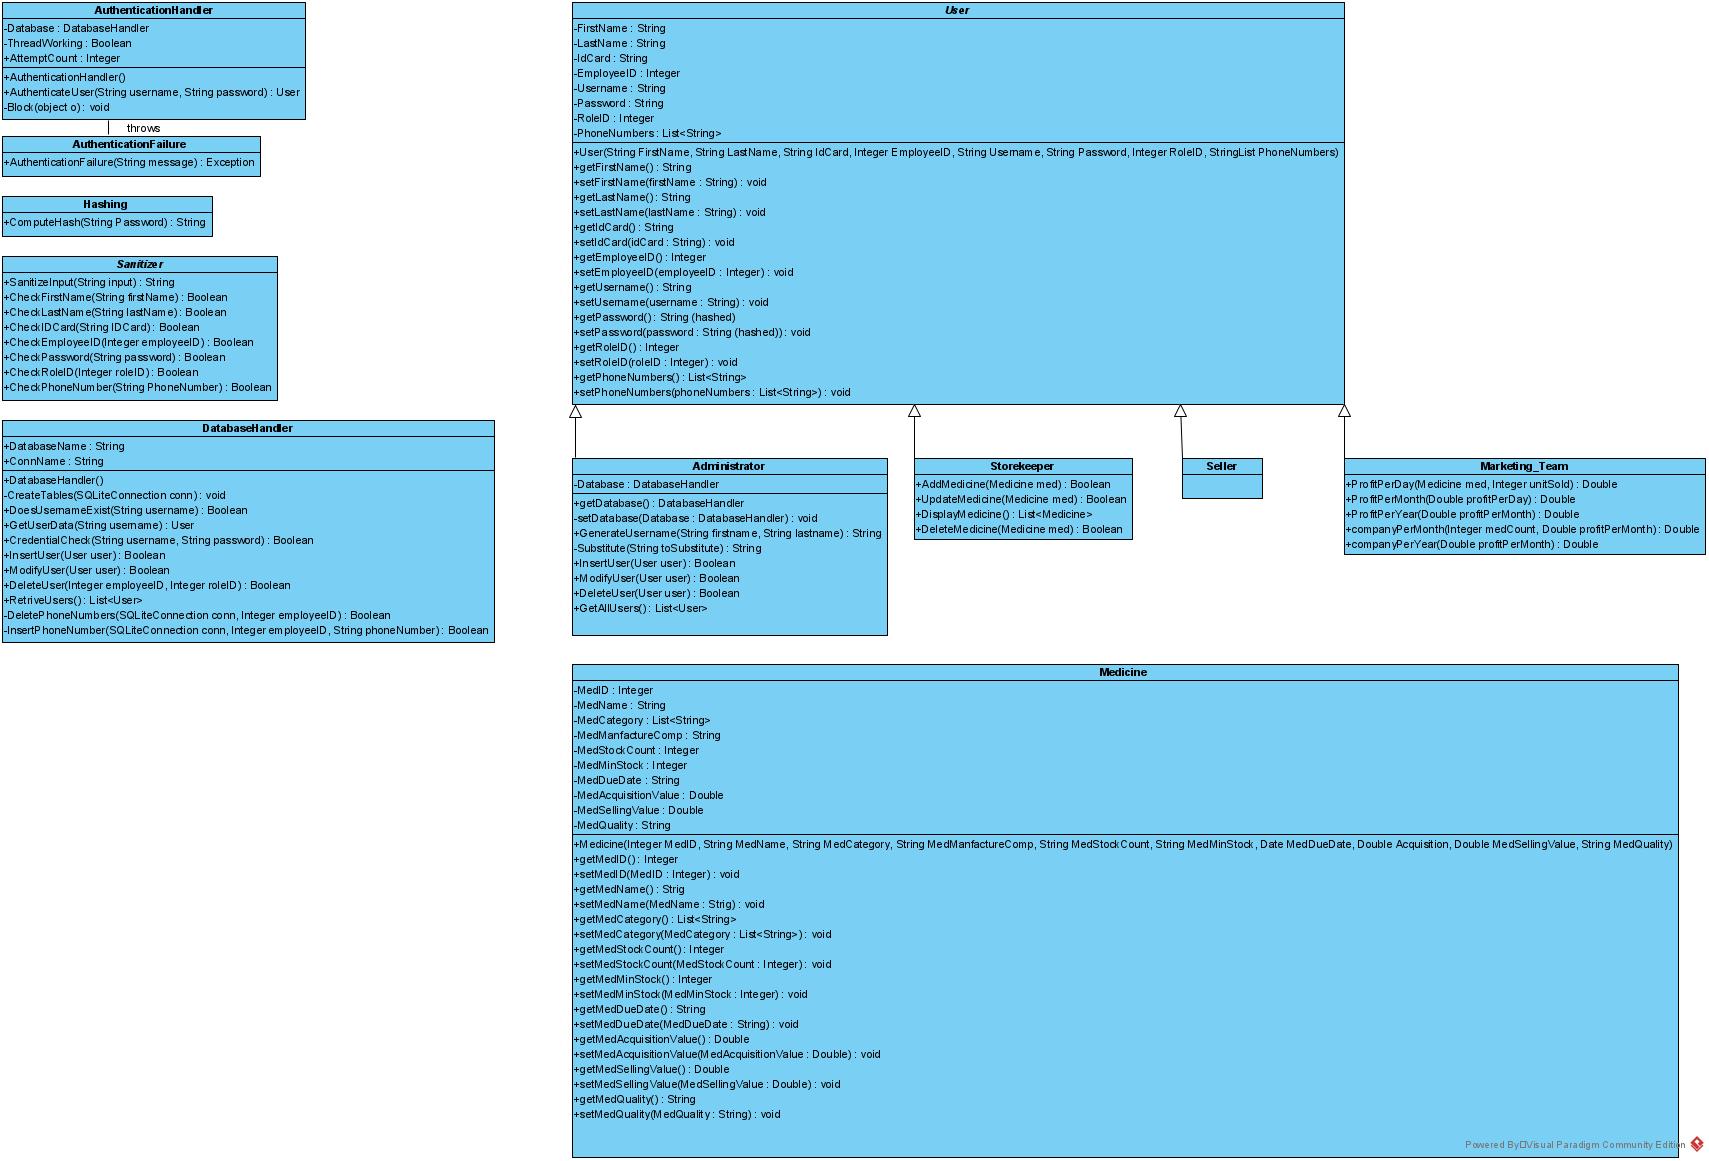 AuthenticationHandler
-Database : DatabaseHandler
-ThreadWorking : Boolean
+AttemptCount : Integer
+AuthenticationHandler()
+AuthenticateUser(String username, String password) : User
-Block(object o) : void
throws
AuthenticationFailure
+AuthenticationFailure(String message) : Exception
Hashing
+ComputeHash(String Password) : String
Sanitizer
+SanitizeInput(String input) : String
+CheckFirstName(String firstName) : Boolean
+CheckLastName(String lastName) : Boolean
+CheckIDCard(String IDCard) : Boolean
+CheckEmployeeID(Integer employeeID) : Boolean
+CheckPassword(String password) : Boolean
+CheckRoleID(Integer roleID) : Boolean
+CheckPhoneNumber(String PhoneNumber) : Boolean
DatabaseHandler
+DatabaseName : String
+ConnName : String
+DatabaseHandler()
-CreateTables(SQLiteConnection conn) : void
+DoesUsernameExist(String username) : Boolean
+GetUserData(String username) : User
+CredentialCheck(String username, String password) : Boolean
+InsertUser(User user) : Boolean
+ModifyUser(User user) : Boolean
+DeleteUser(Integer employeeID, Integer roleID) : Boolean
+RetriveUsers() : List<User>
-DeletePhoneNumbers(SQLiteConnection conn, Integer employeeID) : Boolean
-InsertPhoneNumber(SQLiteConnection conn, Integer employeeID, String phoneNumber) : Boolean
User
-FirstName : String
-LastName : String
-IdCard : String
-EmployeeID : Integer
-Username : String
-Password : String
-RoleID : Integer
-PhoneNumbers : List<String>
+User(String FirstName, String LastName, String IdCard, Integer EmployeeID, String Username, String Password, Integer RoleID, StringList PhoneNumbers)
+getFirstName() : String
+setFirstName(firstName : String) : void
+getLastName() : String
+setLastName(lastName : String) : void
+getIdCard() : String
+setIdCard(idCard : String) : void
+getEmployeeID() : Integer
+setEmployeeID(employeeID : Integer) : void
+getUsername() : String
+setUsername(username : String) : void
+getPassword() : String (hashed)
+setPassword(password : String (hashed)) : void
+getRoleID() : Integer
+setRoleID(roleID : Integer) : void
+getPhoneNumbers() : List<String>
+setPhoneNumbers(phoneNumbers : List<String>) : void
Administrator
-Database : DatabaseHandler
+getDatabase() : DatabaseHandler
-setDatabase(Database : DatabaseHandler) : void
+GenerateUsername(String firstname, String lastname) : String
-Substitute(String toSubstitute) : String
+InsertUser(User user) : Boolean
+ModifyUser(User user) : Boolean
+DeleteUser(User user) : Boolean
+GetAllUsers() : List<User>
Storekeeper
+AddMedicine(Medicine med) : Boolean
+UpdateMedicine(Medicine med) : Boolean
+DisplayMedicine() : List<Medicine>
+DeleteMedicine(Medicine med) : Boolean
Seller
Marketing_Team
+ProfitPerDay(Medicine med, Integer unitSold) : Double
+ProfitPerMonth(Double profitPerDay) : Double
+ProfitPerYear(Double profitPerMonth) : Double
+companyPerMonth(Integer medCount, Double profitPerMonth) : Double
+companyPerYear(Double profitPerMonth) : Double
Medicine
-MedID : Integer
-MedName : String
-MedCategory : List<String>
-MedManfactureComp : String
-MedStockCount : Integer
-MedMinStock : Integer
-MedDueDate : String
-MedAcquisitionValue : Double
-MedSellingValue : Double
-MedQuality : String
+Medicine(Integer MedID, String MedName, String MedCategory, String MedManfactureComp, String MedStockCount, String MedMinStock, Date MedDueDate, Double Acquisition, Double MedSellingValue, String MedQuality)
+getMedID() : Integer
+setMedID(MedID : Integer) : void
+getMedName() : Strig
+setMedName(MedName : Strig) : void
+getMedCategory() : List<String>
+setMedCategory(MedCategory : List<String>) : void
+getMedStockCount() : Integer
+setMedStockCount(MedStockCount : Integer) : void
+getMedMinStock() : Integer
+setMedMinStock(MedMinStock : Integer) : void
+getMedDueDate() : String
+setMedDueDate(MedDueDate : String) : void
+getMedAcquisitionValue() : Double
+setMedAcquisitionValue(MedAcquisitionValue : Double) : void
+getMedSellingValue() : Double
+setMedSellingValue(MedSellingValue : Double) : void
+getMedQuality() : String
+setMedQuality(MedQuality : String) : void
Powered By□Visual Paradigm Community Edition